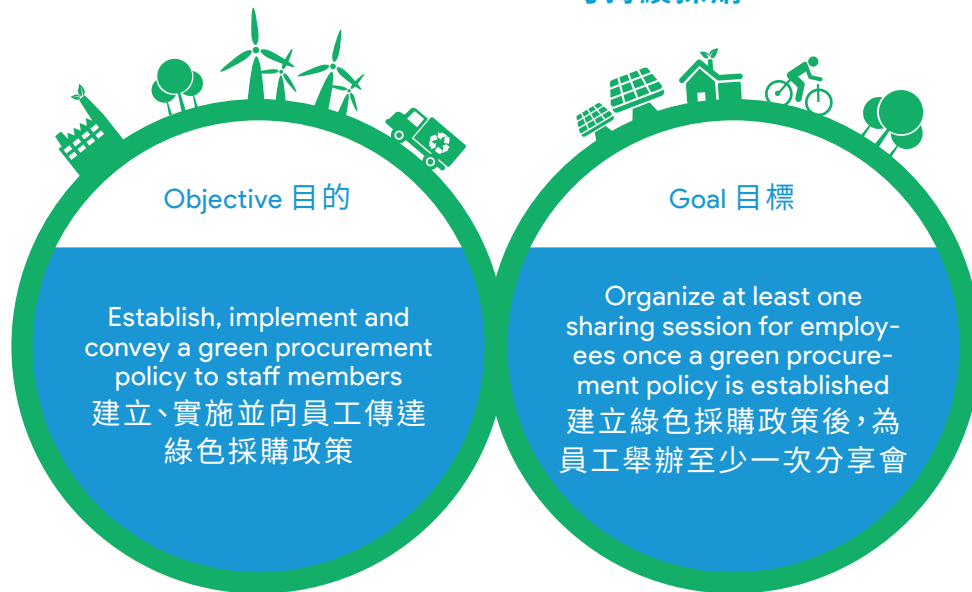 Objective 目的
Establish, implement and
convey a green procurement
policy to staff members
建立、實施並向員工傳達
綠色採購政策
Goal 目標
Organize at least one
sharing session for employ-
ees once a green procure-
ment policy is established
建立綠色採購政策後，為
員工舉辦至少一次分享會